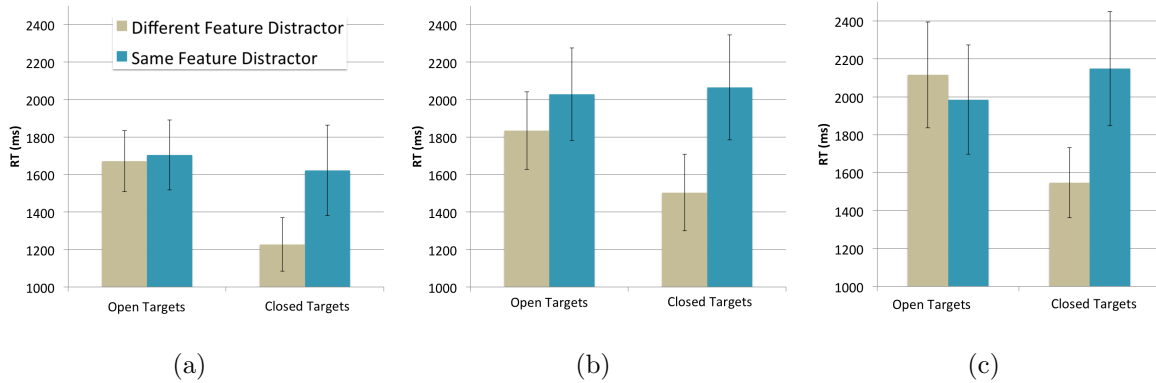 2400
2200
2000
1800
1600
1400
1200
1000
RT (ms)
Different Feature Distractor
Same Feature Distractor
Open Targets
Closed Targets
(a)
2400
2200
2000
1800
1600
1400
1200
1000
RT (ms)
Open Targets
Closed Targets
(b)
2400
2200
2000
1800
1600
1400
1200
1000
RT (ms)
Open Targets
Closed Targets
(c)